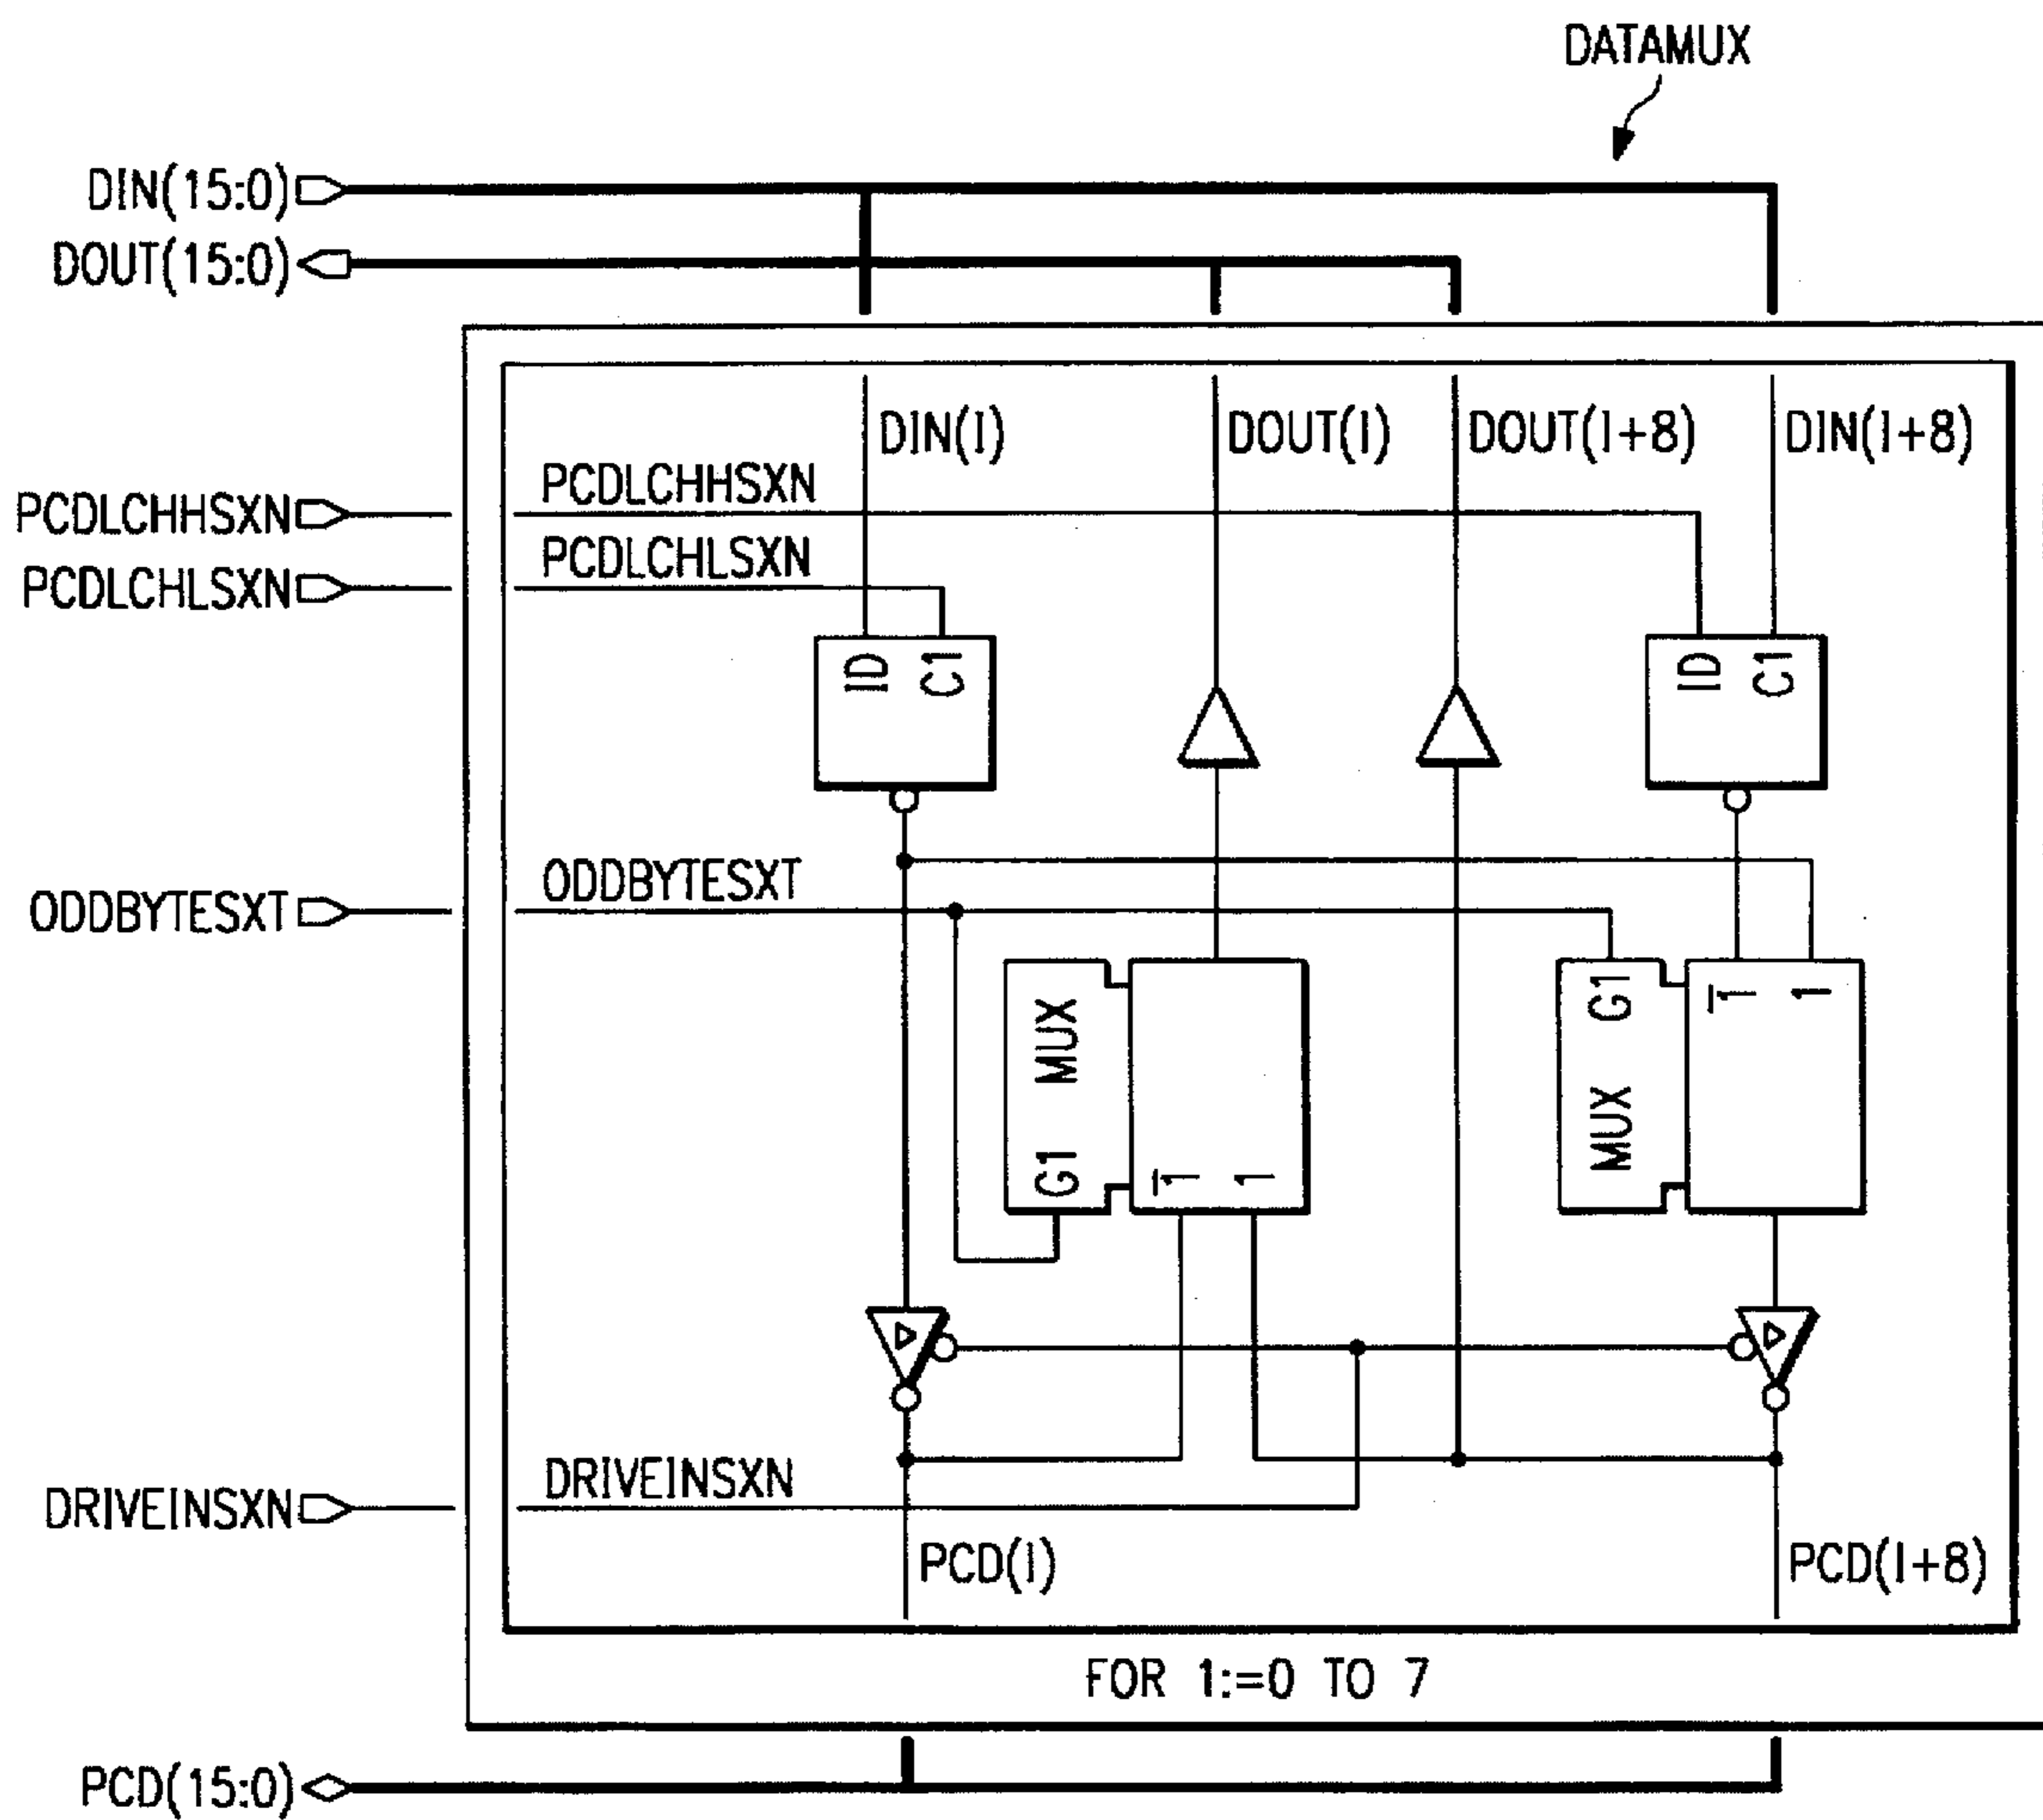 DATAMUX
DIN(15:0)
DOUT(15:0)
DIN(I)
DOUT(I)
DOUT(I+8)
DIN(I+8)
PCDLCHHSXN
PCDLCHHSXN
PCDLCHLSXN
PCDLCHLSXN
ID
C1
ID
C1
ODDBYTESXT
ODDBYTESXT
MUX
G1
1̅
1
MUX
G1
1̅
1
DRIVEINSXN
DRIVEINSXN
PCD(I)
PCD(I+8)
FOR 1:=0 TO 7
PCD(15:0)